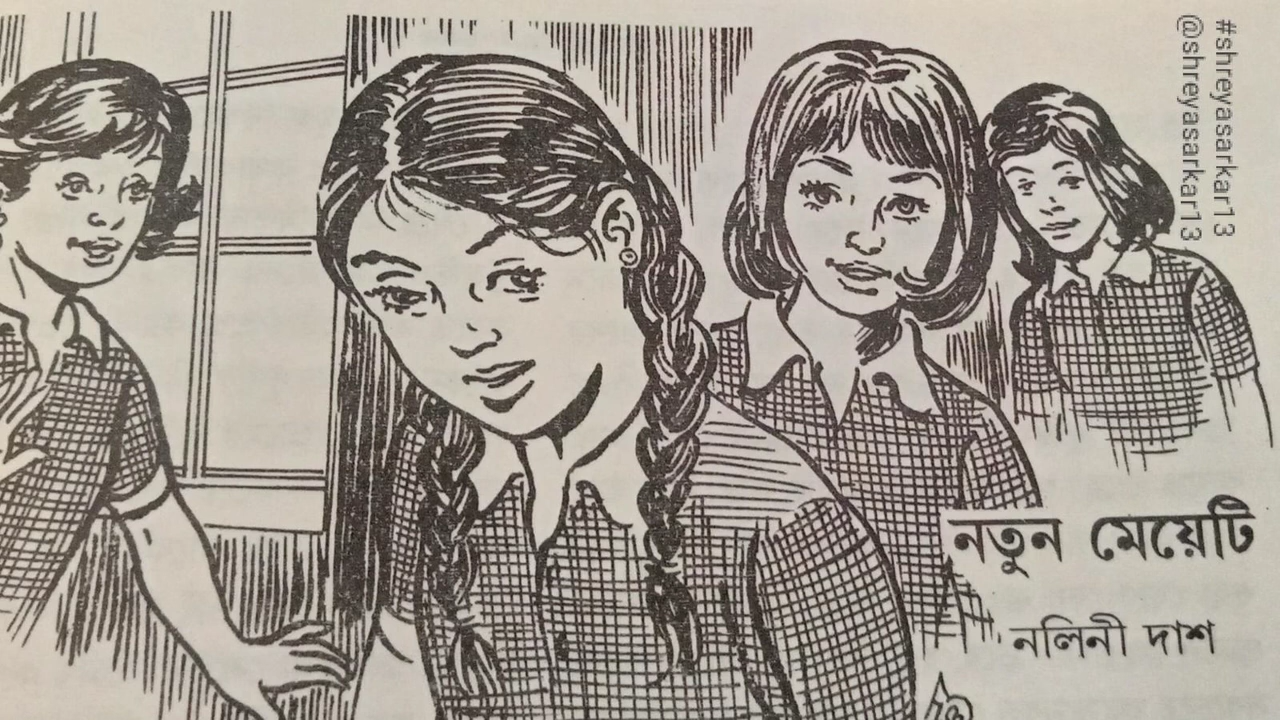 নতুন মেয়েটি
নলিনী দাশ
#shreyasarkar13
@shreyasarkar13